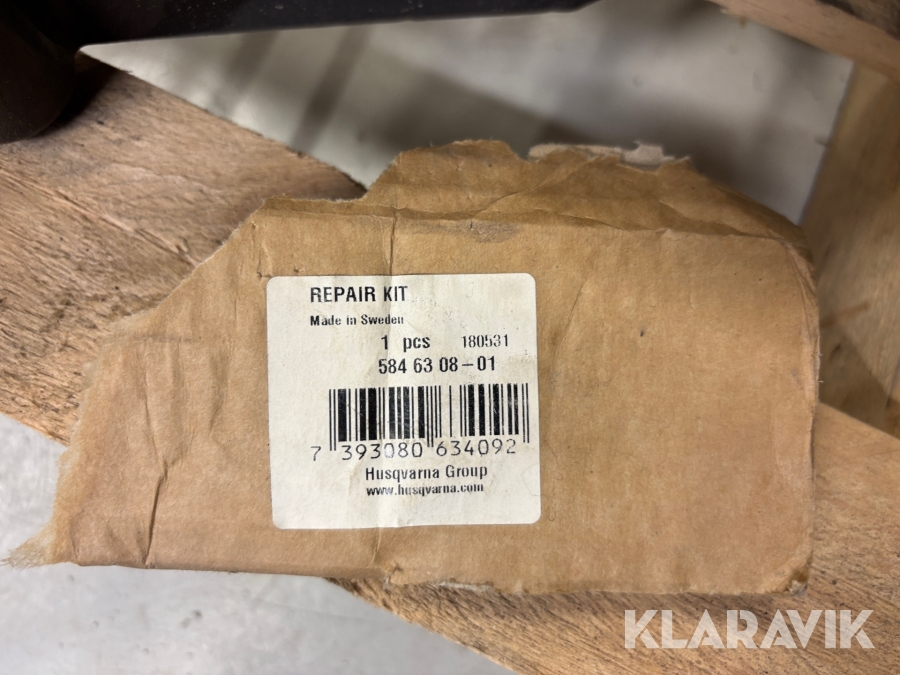 REPAIR KIT
Made in Sweden
1 pcs 180531
584 63 08-01
7 393080 634092
Husqvarna Group
www.husqvarna.com
KLARAVIK